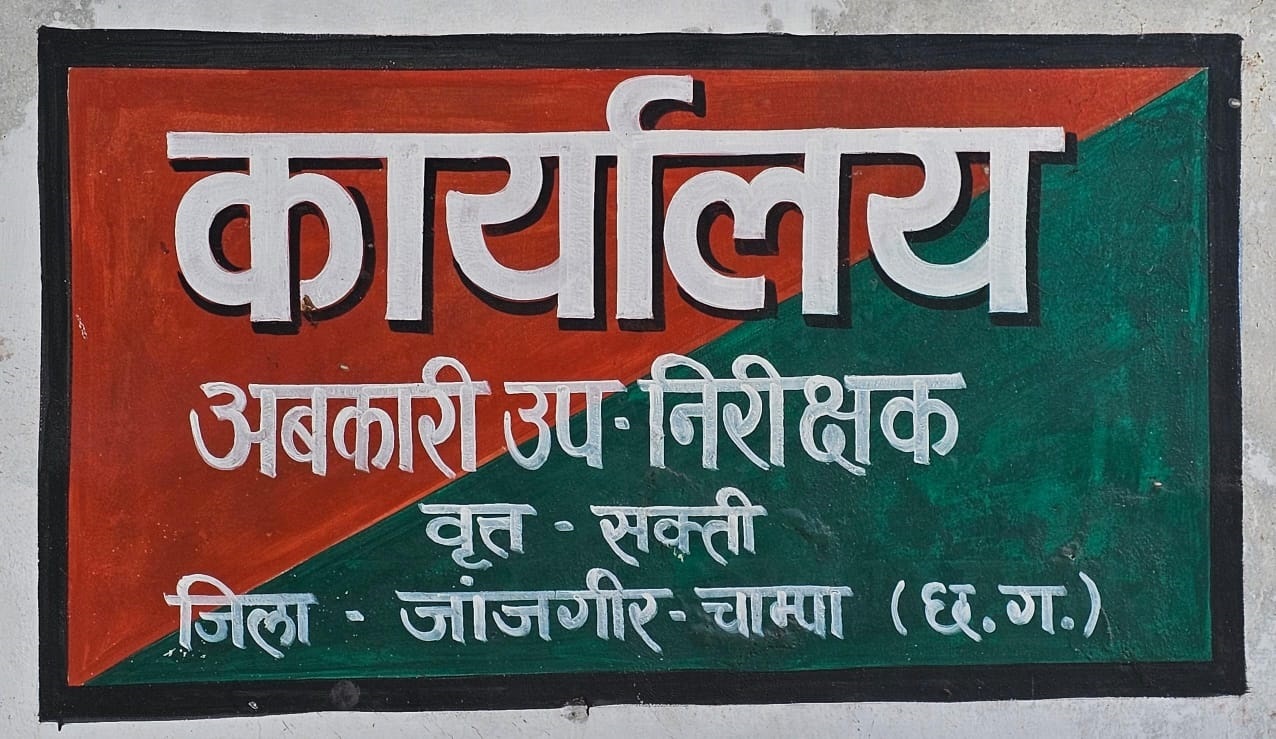 कार्यालय
अबकारी उप-निरीक्षक
वृत्त - सक्ती
जिला - जांजगीर-चाम्पा (छ.ग.)